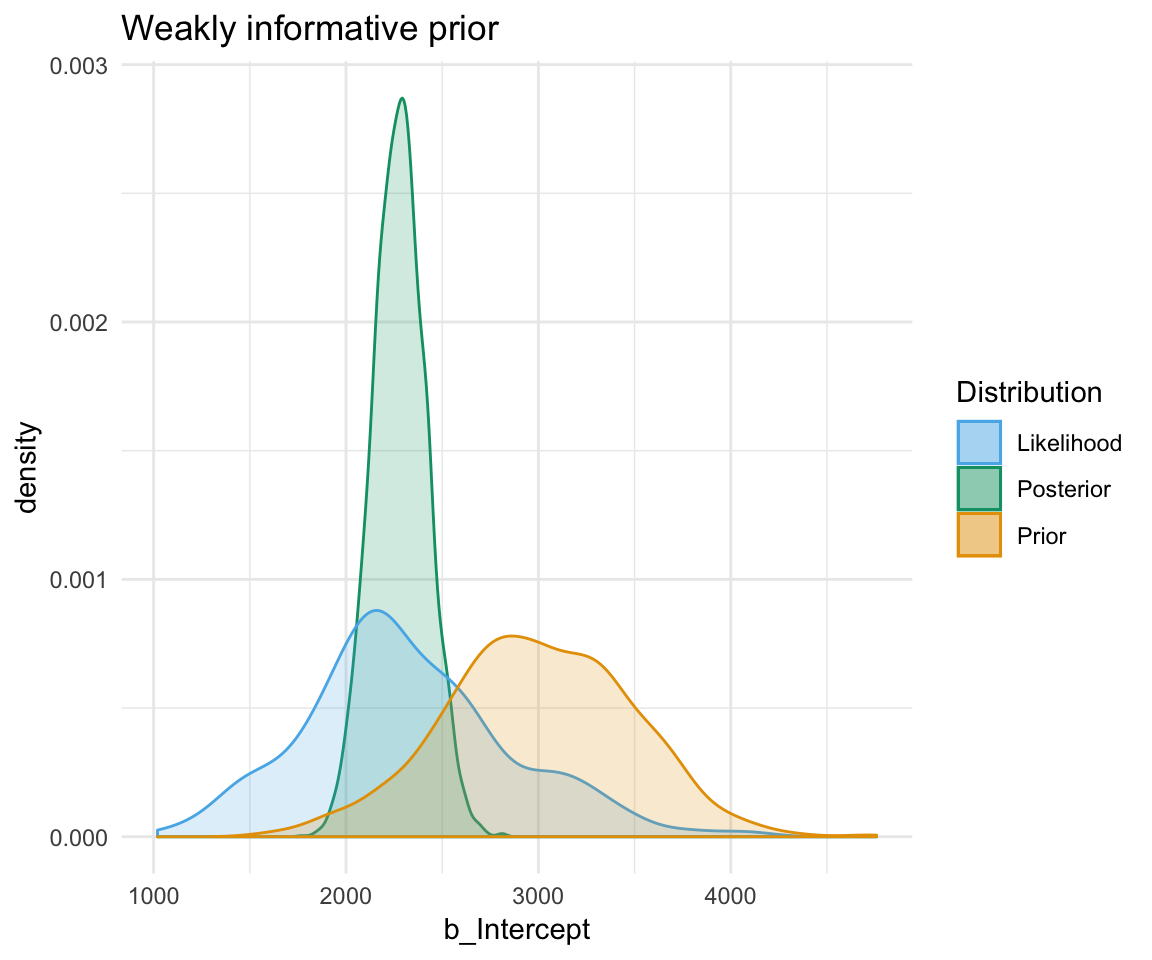 Weakly informative prior
0.003
0.002
0.001
0.000
density
1000 2000 3000 4000
b_Intercept
Distribution
Likelihood
Posterior
Prior